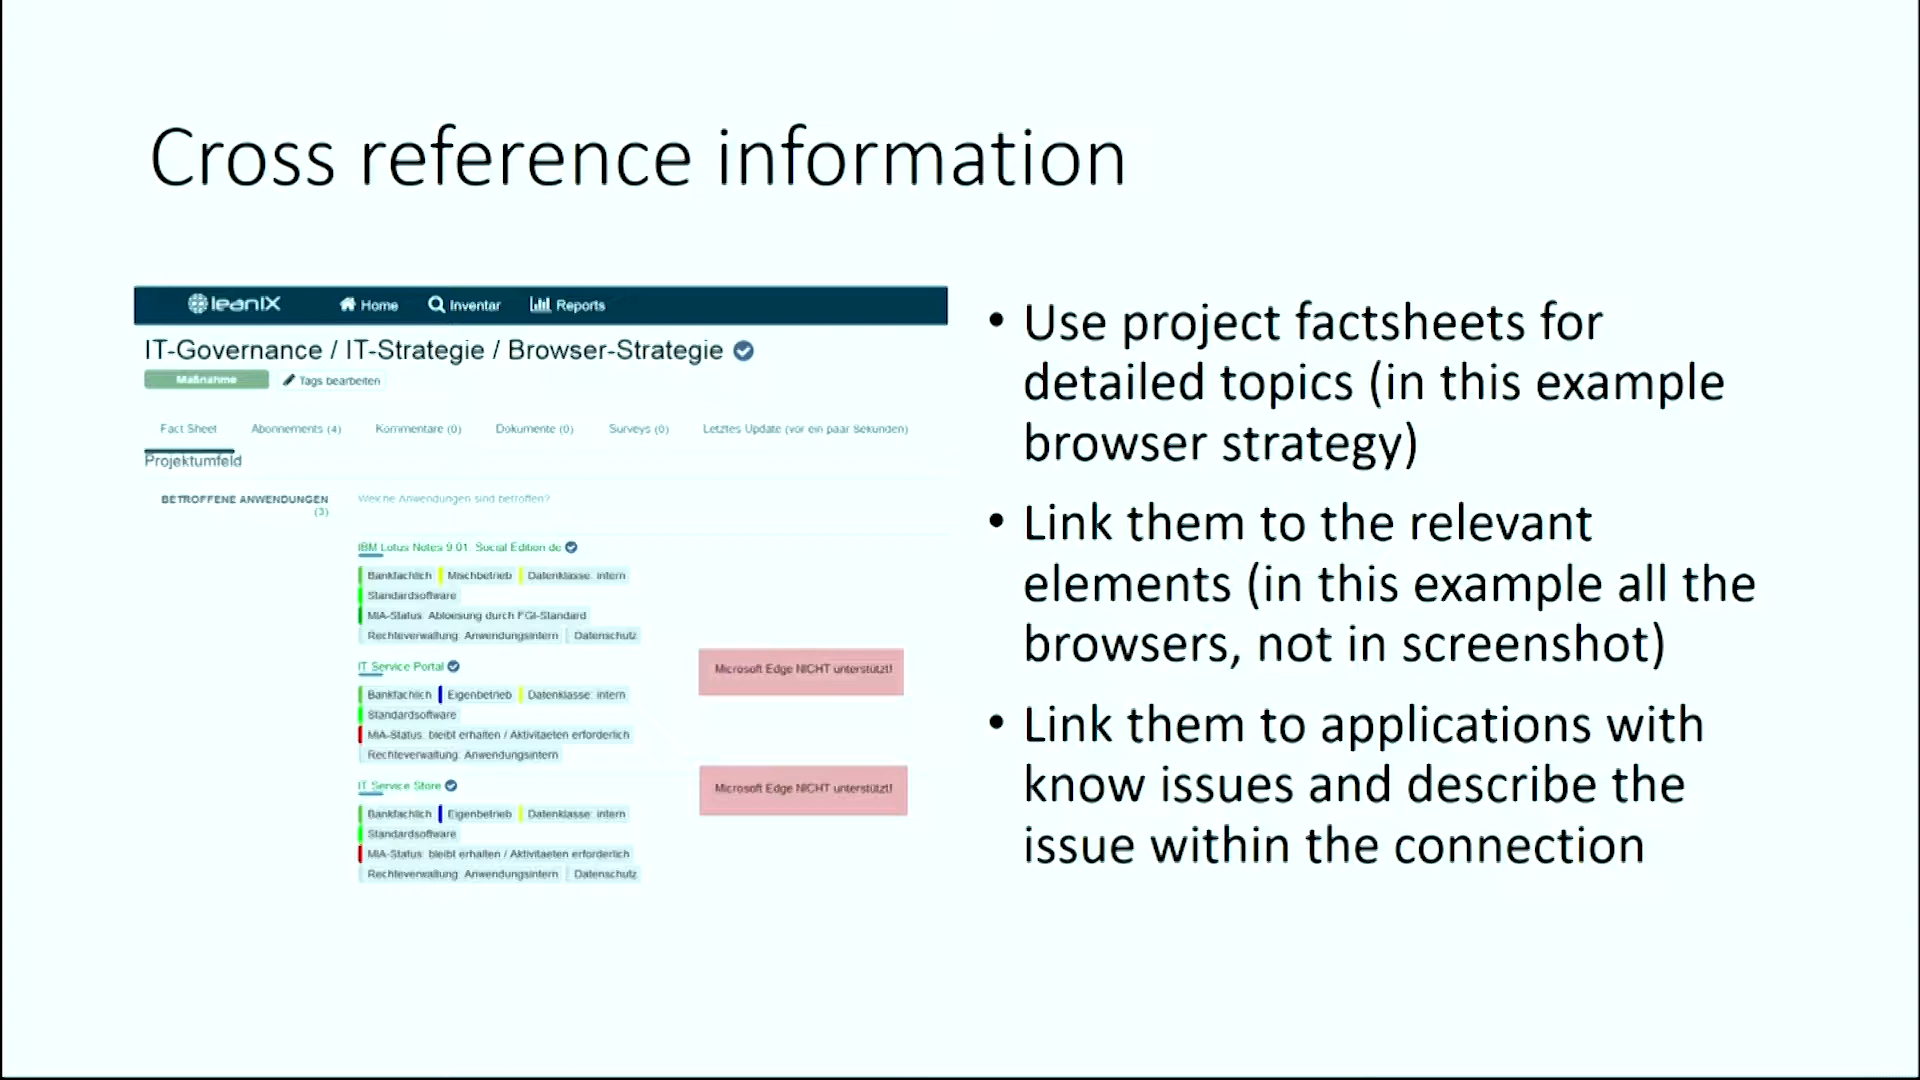 Cross reference information
leanIX Home Inventar Reports
IT-Governance / IT-Strategie / Browser-Strategie
Maßnahme Tags bearbeiten
Fact Sheet Abonnements (4) Kommentare (0) Dokumente (0) Surveys (0) Letztes Update (vor ein paar Sekunden)
Projektumfeld
BETROFFENE ANWENDUNGEN Welche Anwendungen sind betroffen?
(3)
IBM Lotus Notes 9.01. Social Edition de
Bankfachlich Mischbetrieb Datenklasse: intern
Standardsoftware
MIA-Status: Abloesung durch FGI-Standard
Rechteverwaltung: Anwendungsintern Datenschutz
IT Service Portal Microsoft Edge NICHT unterstützt!
Bankfachlich Eigenbetrieb Datenklasse: intern
Standardsoftware
MIA-Status: bleibt erhalten / Aktivitaeten erforderlich
Rechteverwaltung: Anwendungsintern
IT Service Store Microsoft Edge NICHT unterstützt!
Bankfachlich Eigenbetrieb Datenklasse: intern
Standardsoftware
MIA-Status: bleibt erhalten / Aktivitaeten erforderlich
Rechteverwaltung: Anwendungsintern Datenschutz
• Use project factsheets for
detailed topics (in this example
browser strategy)
• Link them to the relevant
elements (in this example all the
browsers, not in screenshot)
• Link them to applications with
know issues and describe the
issue within the connection